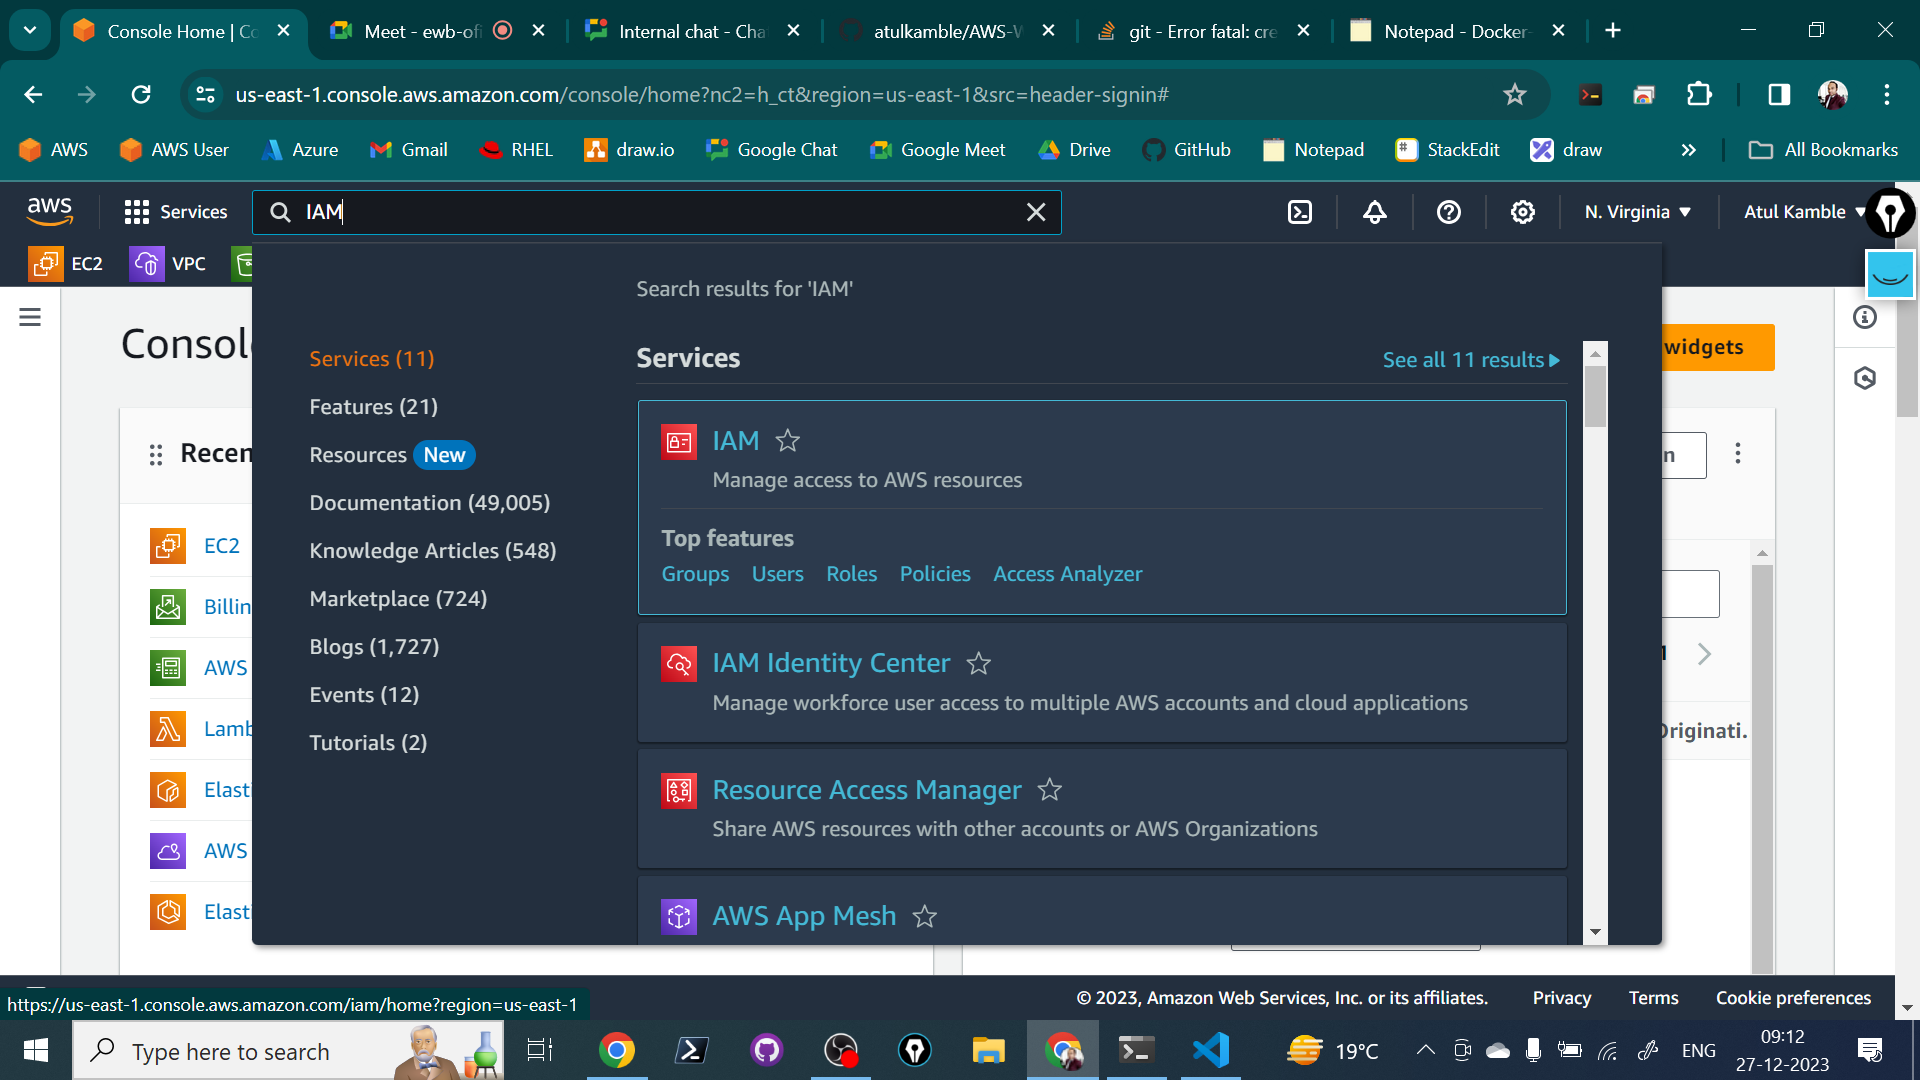 Console Home | Co
Meet - ewb-ofi
Internal chat - Cha
atulkamble/AWS-W
git - Error fatal: cre
Notepad - Docker-
us-east-1.console.aws.amazon.com/console/home?nc2=h_ct&region=us-east-1&src=header-signin#
AWS
AWS User
Azure
Gmail
RHEL
draw.io
Google Chat
Google Meet
Drive
GitHub
Notepad
StackEdit
draw
All Bookmarks
aws
Services
IAM
N. Virginia
Atul Kamble
EC2
VPC
Search results for 'IAM'
Consol
widgets
Services (11)
Features (21)
Resources New
Documentation (49,005)
Knowledge Articles (548)
Marketplace (724)
Blogs (1,727)
Events (12)
Tutorials (2)
Services
See all 11 results
IAM
Manage access to AWS resources
Top features
Groups Users Roles Policies Access Analyzer
IAM Identity Center
Manage workforce user access to multiple AWS accounts and cloud applications
Resource Access Manager
Share AWS resources with other accounts or AWS Organizations
AWS App Mesh
Recen
EC2
Billin
AWS
Lamb
Elasti
AWS
Elasti
n
Originati.
https://us-east-1.console.aws.amazon.com/iam/home?region=us-east-1
© 2023, Amazon Web Services, Inc. or its affiliates.
Privacy
Terms
Cookie preferences
Type here to search
19°C
ENG
09:12
27-12-2023